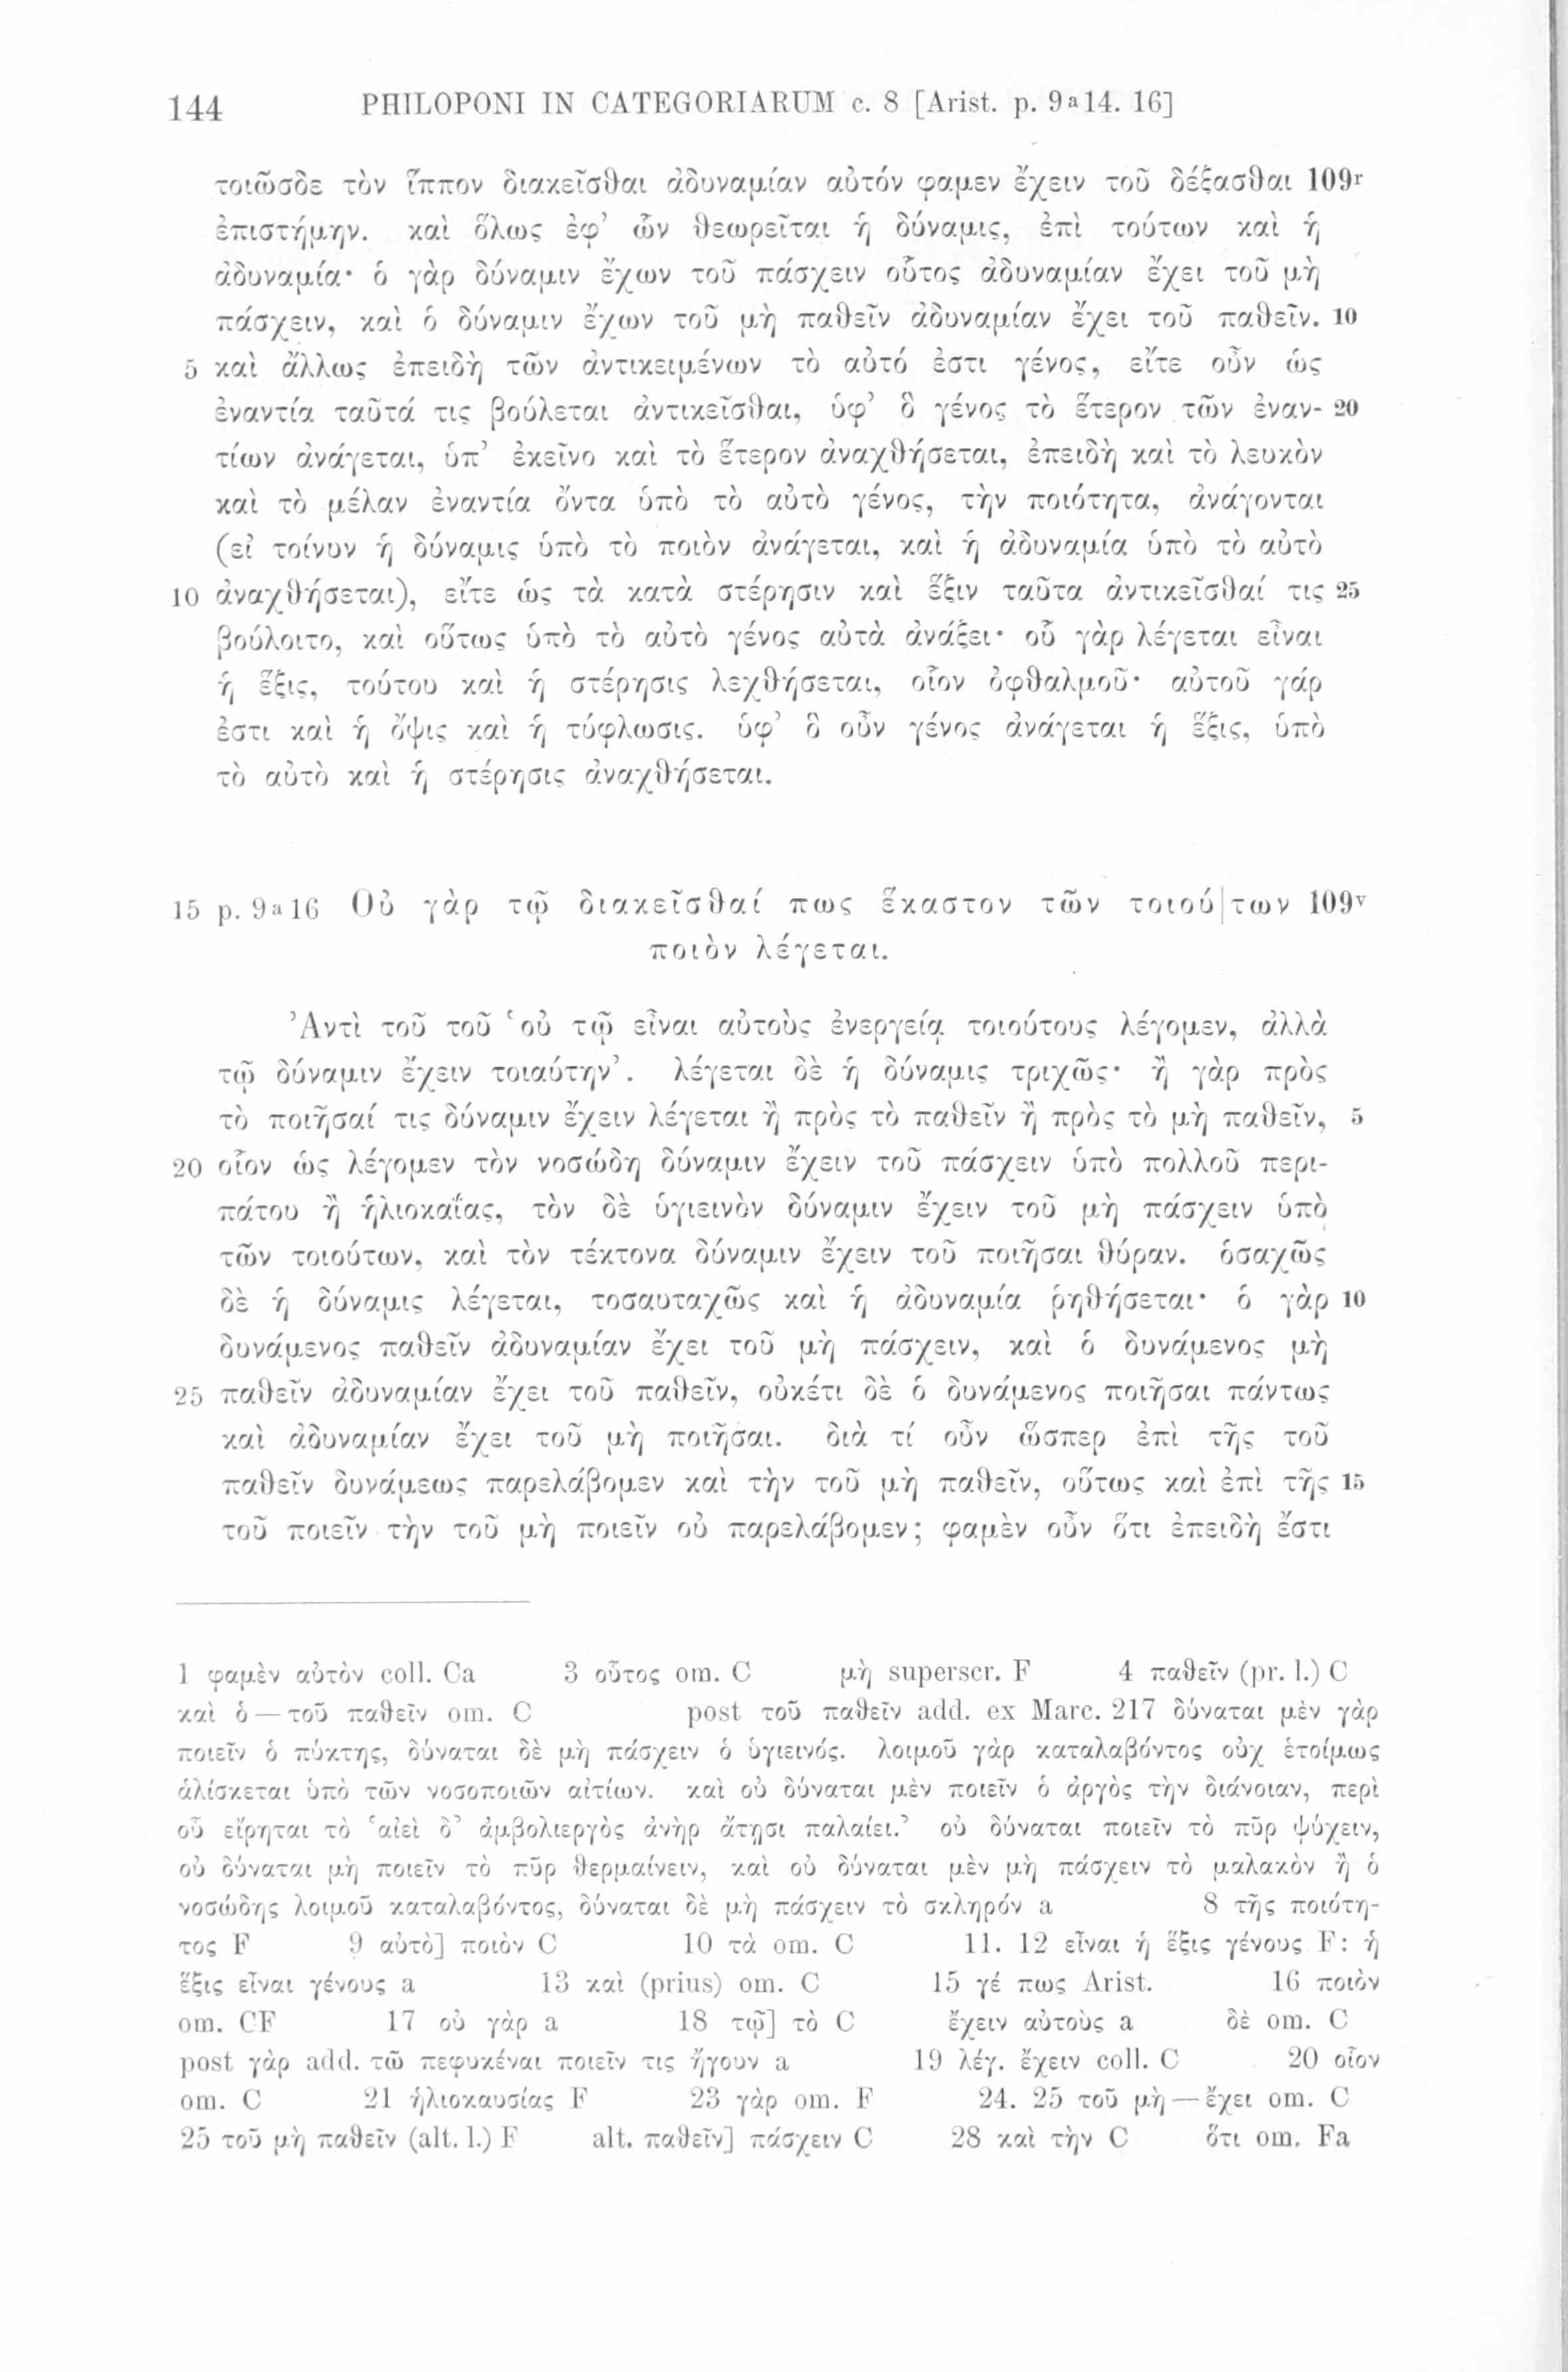 144 PHILOPONI IN CATEGORIARUM c. 8 [Arist. p. 9a14. 16]
τοιῶσδε τὸν ἵππον διακεῖσθαι ἀδυναμίαν αὐτόν φαμεν ἔχειν τοῦ δέξασθαι 109r
ἐπιστήμην. καὶ ὅλως ἐφ’ ὧν θεωρεῖται ἡ δύναμις, ἐπὶ τούτων καὶ ἡ
ἀδυναμία· ὁ γὰρ δύναμιν ἔχων τοῦ πάσχειν οὗτος ἀδυναμίαν ἔχει τοῦ μὴ
πάσχειν, καὶ ὁ δύναμιν ἔχων τοῦ μὴ παθεῖν ἀδυναμίαν ἔχει τοῦ παθεῖν. 10
5 καὶ ἄλλως ἐπειδὴ τῶν ἀντικειμένων τὸ αὐτό ἐστι γένος, εἴτε οὖν ὡς
ἐναντία ταῦτά τις βούλεται ἀντικεῖσθαι, ὑφ’ ὃ γένος τὸ ἕτερον τῶν ἐναν- 20
τίων ἀνάγεται, ὑπ’ ἐκεῖνο καὶ τὸ ἕτερον ἀναχθήσεται, ἐπειδὴ καὶ τὸ λευκὸν
καὶ τὸ μέλαν ἐναντία ὄντα ὑπὸ τὸ αὐτὸ γένος, τὴν ποιότητα, ἀνάγονται
(εἰ τοίνυν ἡ δύναμις ὑπὸ τὸ ποιὸν ἀνάγεται, καὶ ἡ ἀδυναμία ὑπὸ τὸ αὐτὸ
10 ἀναχθήσεται), εἴτε ὡς τὰ κατὰ στέρησιν καὶ ἕξιν ταῦτα ἀντικεῖσθαί τις 25
βούλοιτο, καὶ οὕτως ὑπὸ τὸ αὐτὸ γένος αὐτὰ ἀνάξει· οὗ γὰρ λέγεται εἶναι
ἡ ἕξις, τούτου καὶ ἡ στέρησις λεχθήσεται, οἷον ὀφθαλμοῦ· αὐτοῦ γάρ
ἐστι καὶ ἡ ὄψις καὶ ἡ τύφλωσις. ὑφ’ ὃ οὖν γένος ἀνάγεται ἡ ἕξις, ὑπὸ
τὸ αὐτὸ καὶ ἡ στέρησις ἀναχθήσεται.
15 p. 9a16 Οὐ γὰρ τῷ διακεῖσθαί πως ἕκαστον τῶν τοιού|των 109v
ποιὸν λέγεται.
Ἀντὶ τοῦ τοῦ ‘οὐ τῷ εἶναι αὐτοὺς ἐνεργείᾳ τοιούτους λέγομεν, ἀλλὰ
τῷ δύναμιν ἔχειν τοιαύτην’. λέγεται δὲ ἡ δύναμις τριχῶς· ἢ γὰρ πρὸς
τὸ ποιῆσαί τις δύναμιν ἔχειν λέγεται ἢ πρὸς τὸ παθεῖν ἢ πρὸς τὸ μὴ παθεῖν, 5
20 οἷον ὡς λέγομεν τὸν νοσώδη δύναμιν ἔχειν τοῦ πάσχειν ὑπὸ πολλοῦ περι-
πάτου ἢ ἡλιοκαΐας, τὸν δὲ ὑγιεινὸν δύναμιν ἔχειν τοῦ μὴ πάσχειν ὑπὸ
τῶν τοιούτων, καὶ τὸν τέκτονα δύναμιν ἔχειν τοῦ ποιῆσαι θύραν. ὁσαχῶς
δὲ ἡ δύναμις λέγεται, τοσαυταχῶς καὶ ἡ ἀδυναμία ῥηθήσεται· ὁ γὰρ 10
δυνάμενος παθεῖν ἀδυναμίαν ἔχει τοῦ μὴ πάσχειν, καὶ ὁ δυνάμενος μὴ
25 παθεῖν ἀδυναμίαν ἔχει τοῦ παθεῖν, οὐκέτι δὲ ὁ δυνάμενος ποιῆσαι πάντως
καὶ ἀδυναμίαν ἔχει τοῦ μὴ ποιῆσαι. διὰ τί οὖν ὥσπερ ἐπὶ τῆς τοῦ
παθεῖν δυνάμεως παρελάβομεν καὶ τὴν τοῦ μὴ παθεῖν, οὕτως καὶ ἐπὶ τῆς 15
τοῦ ποιεῖν τὴν τοῦ μὴ ποιεῖν οὐ παρελάβομεν; φαμὲν οὖν ὅτι ἐπειδὴ ἔστι
1 φαμὲν αὐτὸν coll. Ca 3 οὗτος om. C μὴ superscr. F 4 παθεῖν (pr. l.) C
καὶ ὁ — τοῦ παθεῖν om. C post τοῦ παθεῖν add. ex Marc. 217 δύναται μὲν γὰρ
ποιεῖν ὁ πύκτης, δύναται δὲ μὴ πάσχειν ὁ ὑγιεινός. λοιμοῦ γὰρ καταλαβόντος οὐχ ἑτοίμως
ἁλίσκεται ὑπὸ τῶν νοσοποιῶν αἰτίων. καὶ οὐ δύναται μὲν ποιεῖν ὁ ἀργὸς τὴν διάνοιαν, περὶ
οὗ εἴρηται τὸ ‘αἰεὶ δ’ ἀμβολιεργὸς ἀνὴρ ἄτῃσι παλαίει.’ οὐ δύναται ποιεῖν τὸ πῦρ ψύχειν,
οὐ δύναται μὴ ποιεῖν τὸ πῦρ θερμαίνειν, καὶ οὐ δύναται μὲν μὴ πάσχειν τὸ μαλακὸν ἢ ὁ
νοσώδης λοιμοῦ καταλαβόντος, δύναται δὲ μὴ πάσχειν τὸ σκληρόν a 8 τῆς ποιότη-
τος F 9 αὐτὸ] ποιὸν C 10 τὰ om. C 11. 12 εἶναι ἡ ἕξις γένους F: ἡ
ἕξις εἶναι γένους a 13 καὶ (prius) om. C 15 γέ πως Arist. 16 ποιὸν
om. CF 17 οὐ γὰρ a 18 τῷ] τὸ C ἔχειν αὐτοὺς a δὲ om. C
post γὰρ add. τῶ πεφυκέναι ποιεῖν τις ἤγουν a 19 λέγ. ἔχειν coll. C 20 οἷον
om. C 21 ἡλιοκαυσίας F 23 γὰρ om. F 24. 25 τοῦ μὴ — ἔχει om. C
25 τοῦ μὴ παθεῖν (alt. l.) F alt. παθεῖν] πάσχειν C 28 καὶ τὴν C ὅτι om. Fa